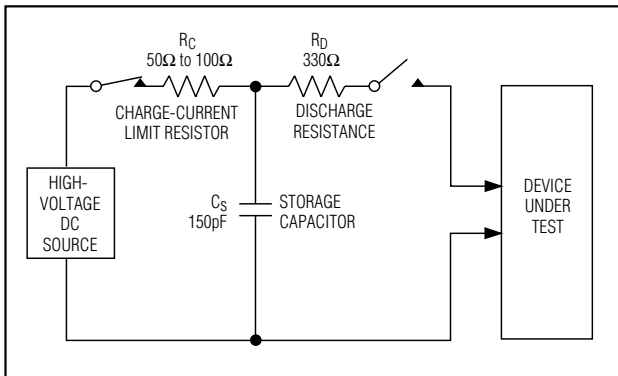 R_C
50Ω to 100Ω
CHARGE-CURRENT
LIMIT RESISTOR
R_D
330Ω
DISCHARGE
RESISTANCE
HIGH-
VOLTAGE
DC
SOURCE
C_S
150pF
STORAGE
CAPACITOR
DEVICE
UNDER
TEST